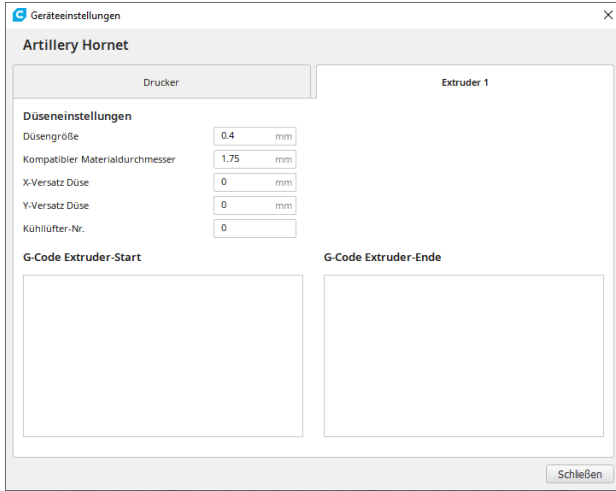 Geräteeinstellungen
Artillery Hornet
Drucker
Extruder 1
Düseneinstellungen
Düsengröße 0.4 mm
Kompatibler Materialdurchmesser 1.75 mm
X-Versatz Düse 0 mm
Y-Versatz Düse 0 mm
Kühllüfter-Nr. 0
G-Code Extruder-Start
G-Code Extruder-Ende
Schließen